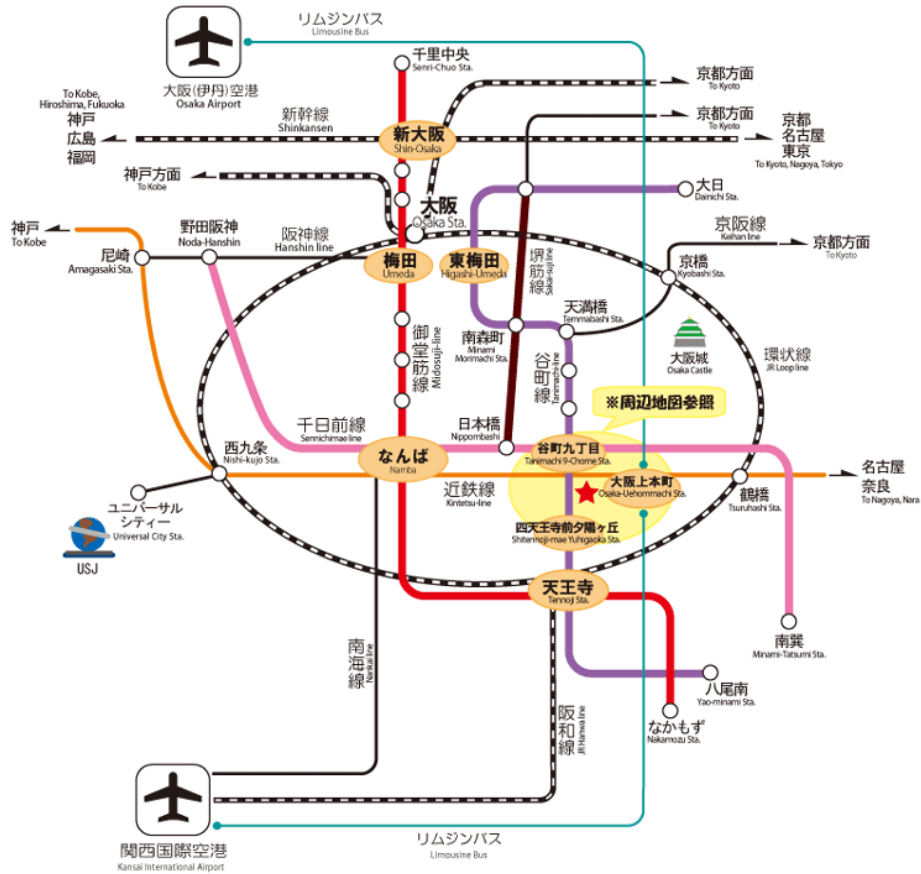 リムジンバス
Limousine Bus
大阪(伊丹)空港
Osaka Airport
千里中央
Senri-Chuo Sta.
京都方面
To Kyoto
To Kobe,
Hiroshima, Fukuoka
神戸
広島
福岡
新幹線
Shinkansen
新大阪
Shin-Osaka
京都方面
To Kyoto
京都
名古屋
東京
To Kyoto, Nagoya, Tokyo
神戸方面
To Kobe
大阪
Osaka Sta.
大日
Dainichi Sta.
神戸
To Kobe
野田阪神
Noda-Hanshin
阪神線
Hanshin line
尼崎
Amagasaki Sta.
梅田
Umeda
東梅田
Higashi-Umeda
堺筋線
Sakai-suji line
京阪線
Keihan line
京橋
Kyobashi Sta.
京都方面
To Kyoto
天満橋
Temmabashi Sta.
南森町
Minami
Morimachi Sta.
大阪城
Osaka Castle
環状線
JR Loop line
御堂筋線
Midosuji-line
谷町線
Tanimachi-line
※周辺地図参照
千日前線
Sennichimae line
日本橋
Nippombashi
なんば
Namba
谷町九丁目
Tanimachi 9-Chome Sta.
西九条
Nishi-kujo Sta.
近鉄線
Kintetsu-line
大阪上本町
Osaka-Uehommachi Sta.
鶴橋
Tsuruhashi Sta.
名古屋
奈良
To Nagoya, Nara
ユニバーサル
シティー
Universal City Sta.
USJ
四天王寺前夕陽ヶ丘
Shitennoji-mae Yuhigaoka Sta.
天王寺
Tennoji Sta.
南巽
Minami-Tatsumi Sta.
南海線
Nankai line
阪和線
JR Hanwa line
八尾南
Yao-minami Sta.
なかもず
Nakamozu Sta.
関西国際空港
Kansai International Airport
リムジンバス
Limousine Bus